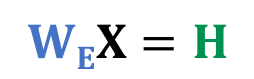 W_E X = H